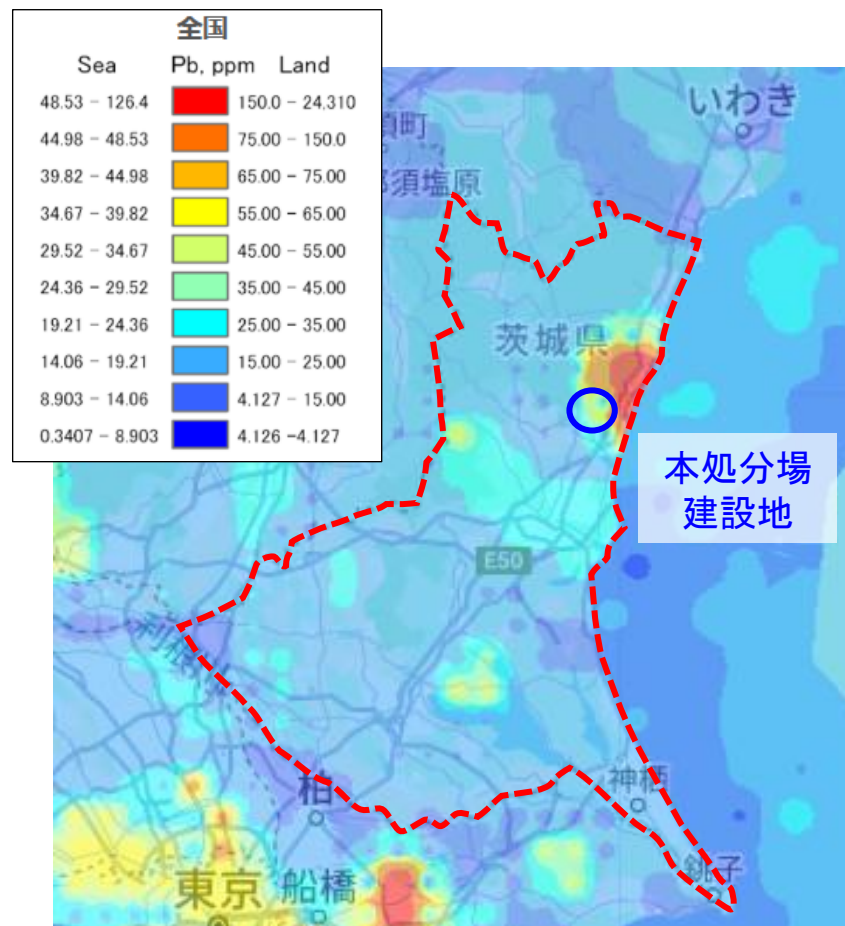 全国
Sea Pb, ppm Land
48.53 − 126.4 150.0 − 24,310
44.98 − 48.53 75.00 − 150.0
39.82 − 44.98 65.00 − 75.00
34.67 − 39.82 55.00 − 65.00
29.52 − 34.67 45.00 − 55.00
24.36 − 29.52 35.00 − 45.00
19.21 − 24.36 25.00 − 35.00
14.06 − 19.21 15.00 − 25.00
8.903 − 14.06 4.127 − 15.00
0.3407 − 8.903 4.126 −4.127
いわき
須塩原
茨城県
本処分場
建設地
E50
柏
神栖
銚子
東京
船橋